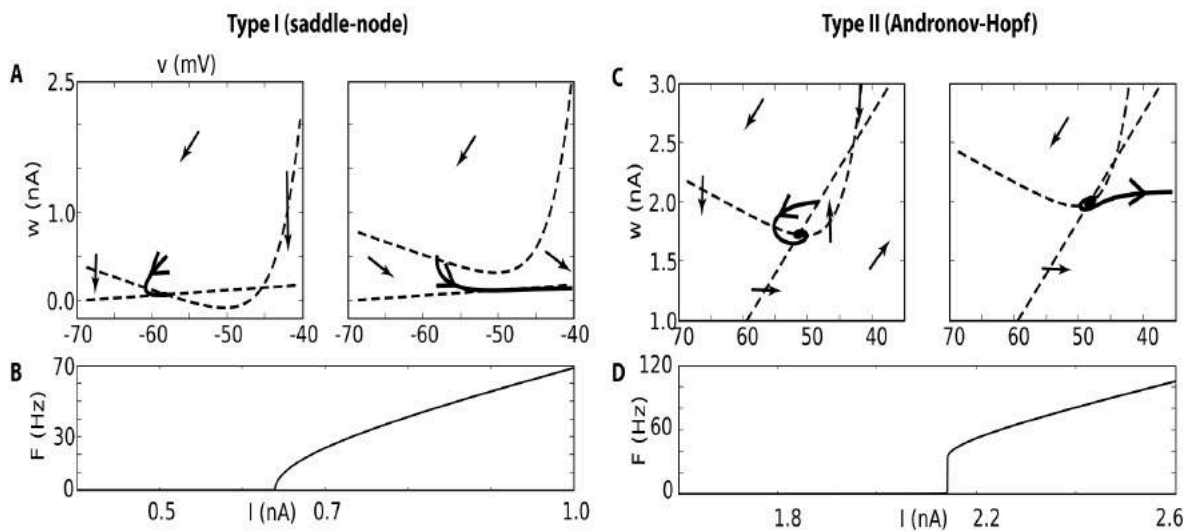 Type I (saddle-node)
Type II (Andronov-Hopf)
A
v (mV)
2.5
1.0
0.0
w (nA)
-70
-60
-50
-40
-70
-60
-50
-40
C
3.0
2.5
2.0
1.5
1.0
w (nA)
70
60
50
40
70
60
50
40
B
70
30
0
F (Hz)
0.5
I (nA)
0.7
1.0
D
120
60
0
F (Hz)
1.8
I (nA)
2.2
2.6